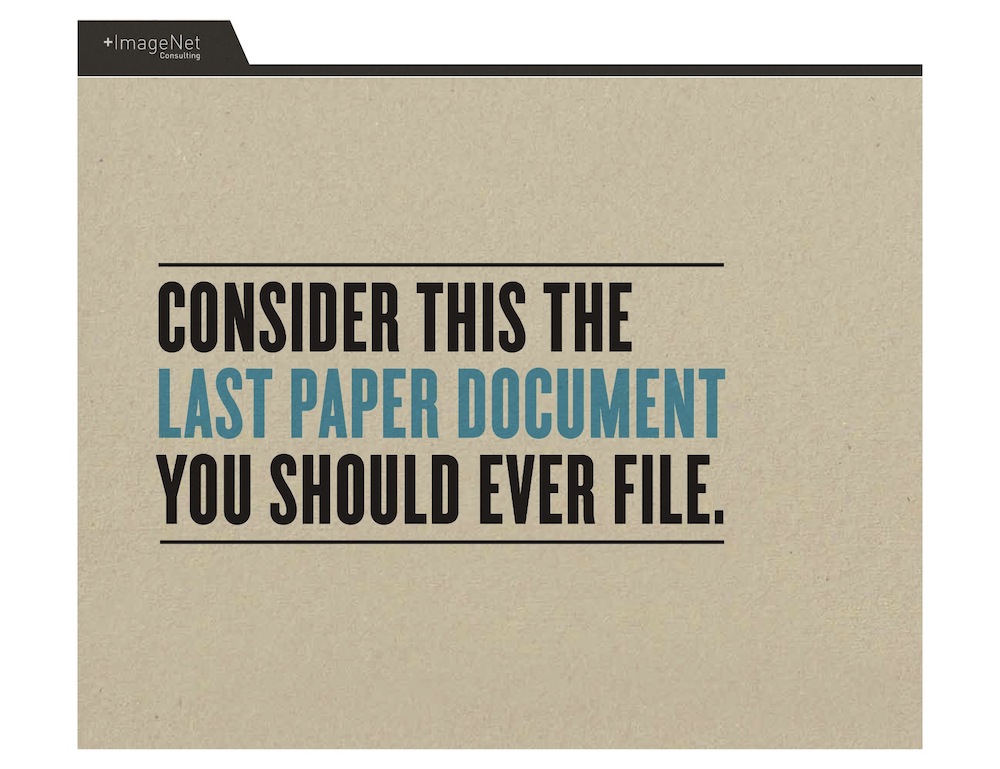 +ImageNet
Consulting
CONSIDER THIS THE
LAST PAPER DOCUMENT
YOU SHOULD EVER FILE.